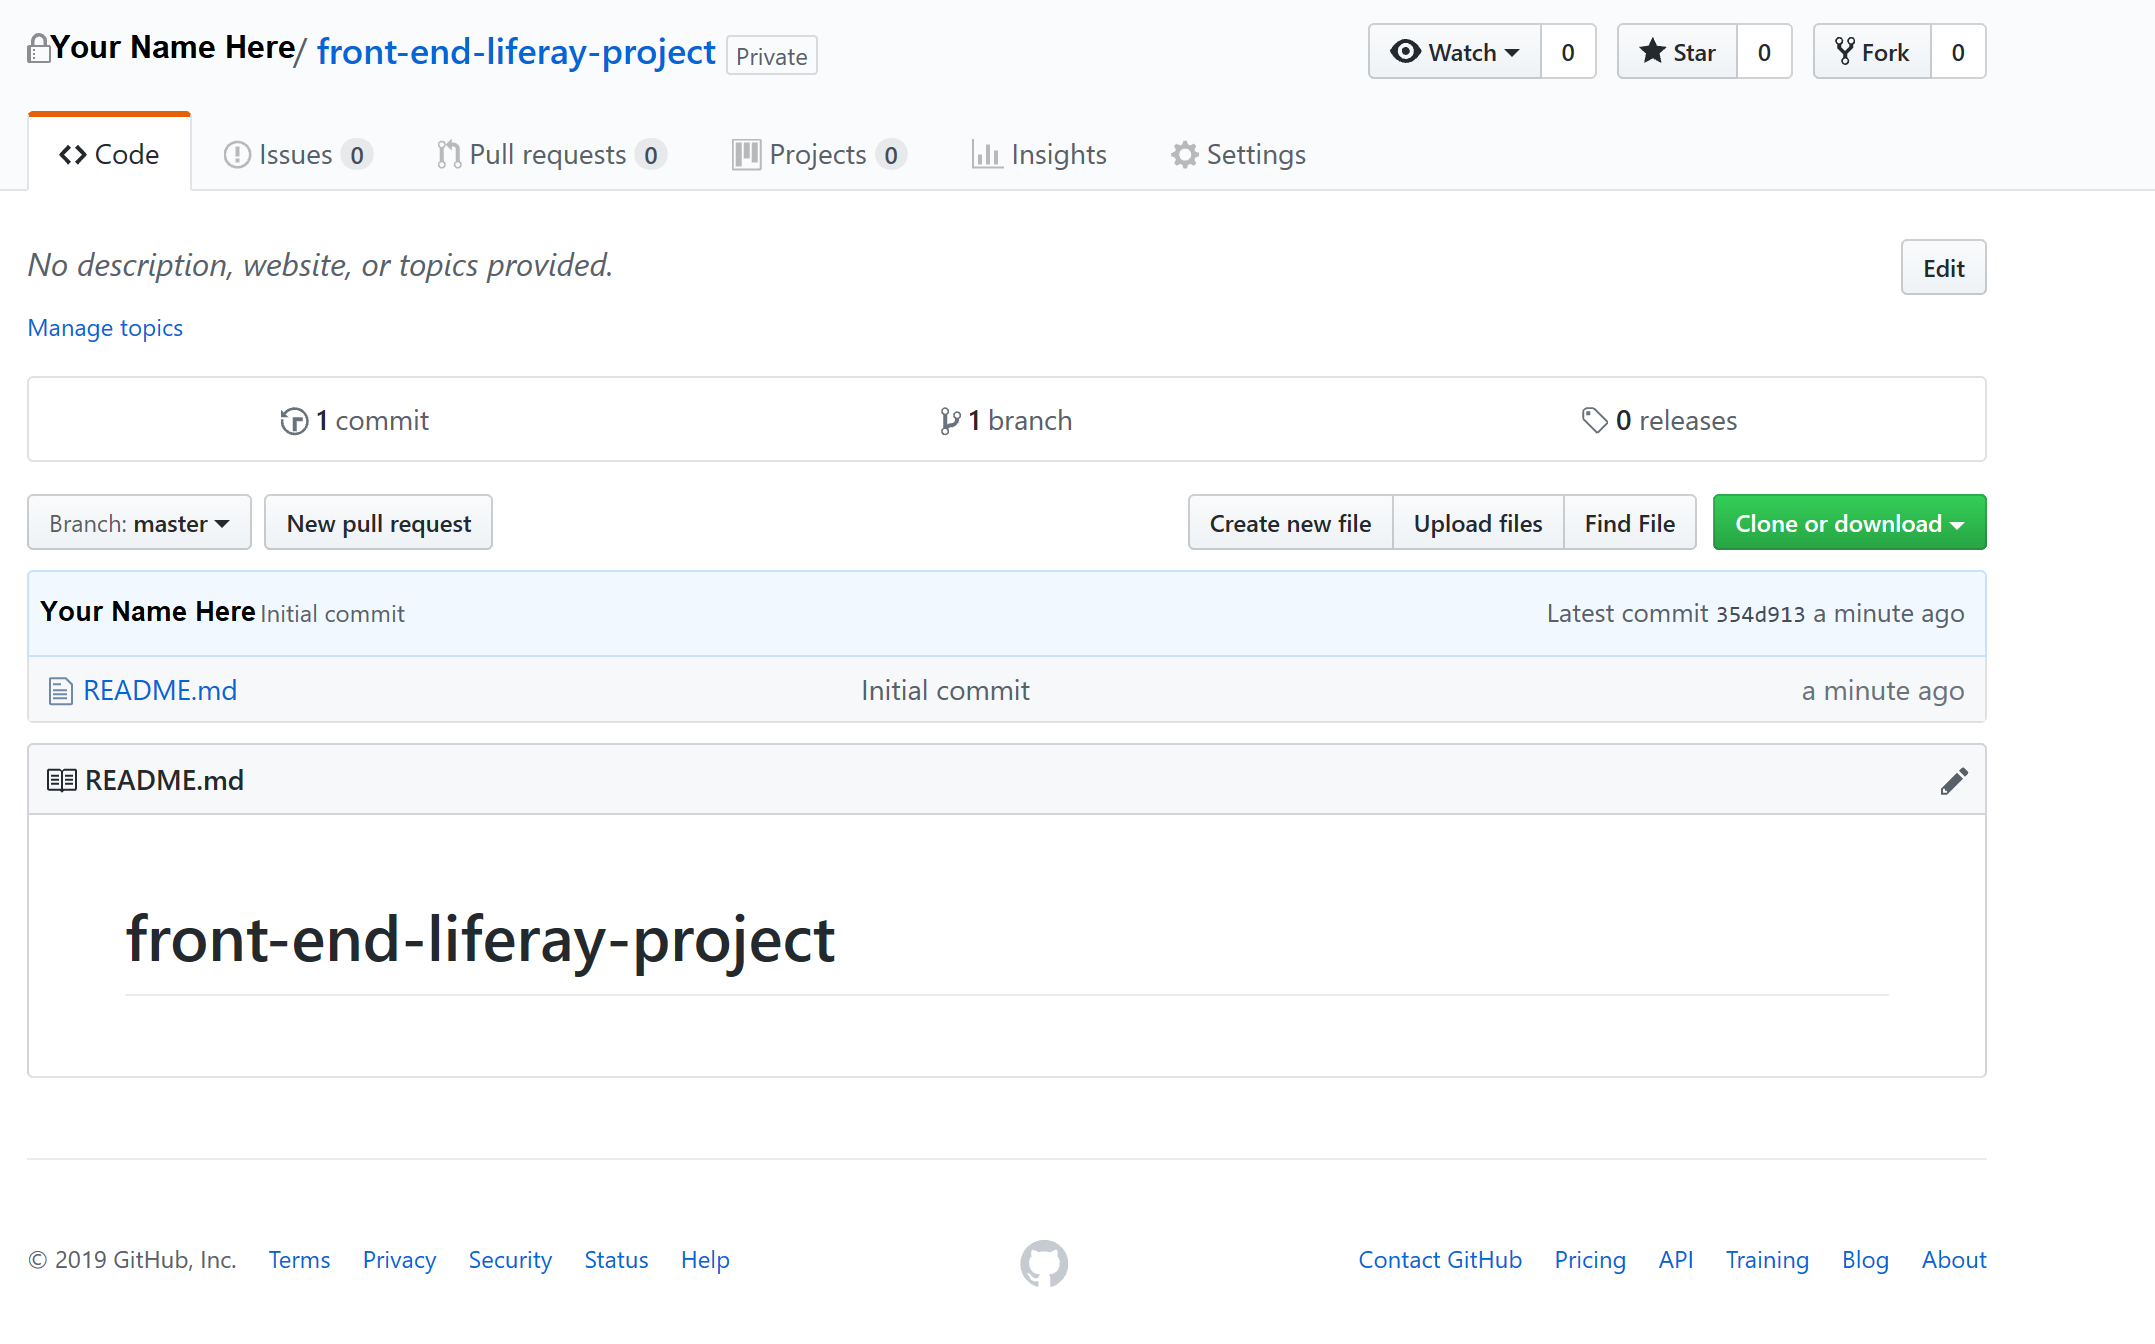 Your Name Here/ front-end-liferay-project Private Watch 0 Star 0 Fork 0
Code Issues 0 Pull requests 0 Projects 0 Insights Settings
No description, website, or topics provided. Edit
Manage topics
1 commit 1 branch 0 releases
Branch: master New pull request Create new file Upload files Find File Clone or download
Your Name Here Initial commit Latest commit 354d913 a minute ago
README.md Initial commit a minute ago
README.md
front-end-liferay-project
© 2019 GitHub, Inc. Terms Privacy Security Status Help Contact GitHub Pricing API Training Blog About